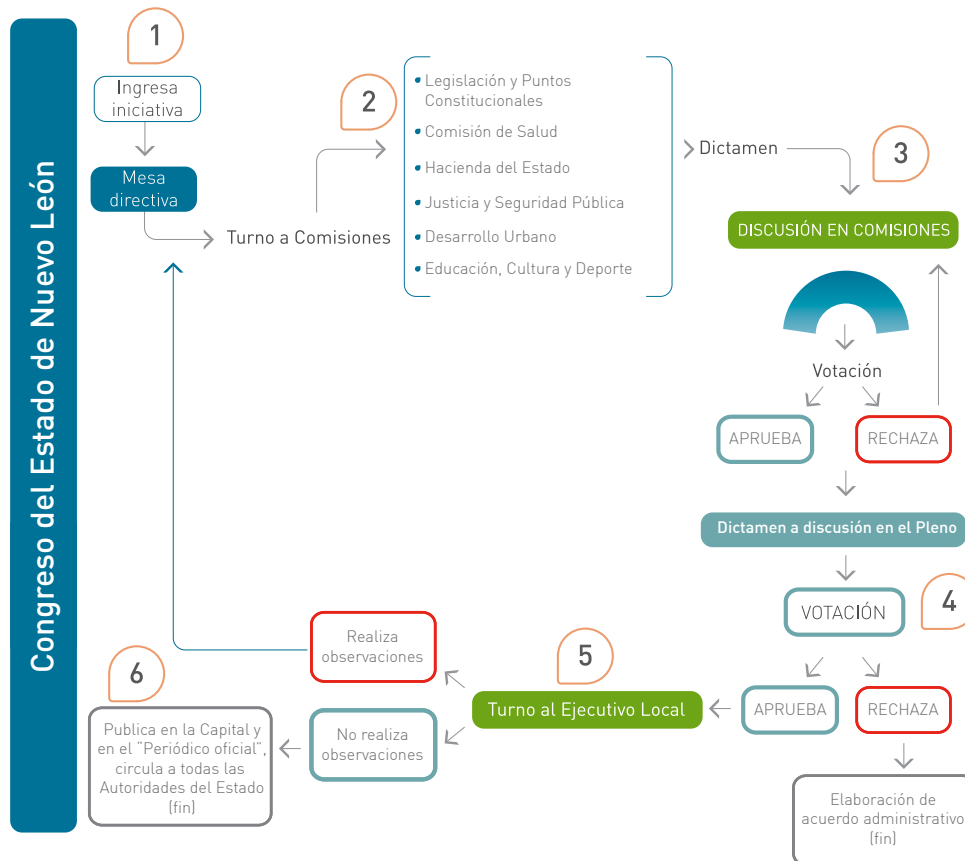 Congreso del Estado de Nuevo León
1
Ingresa
iniciativa
Mesa
directiva
Turno a Comisiones
2
• Legislación y Puntos
Constitucionales
• Comisión de Salud
• Hacienda del Estado
• Justicia y Seguridad Pública
• Desarrollo Urbano
• Educación, Cultura y Deporte
Dictamen
3
DISCUSIÓN EN COMISIONES
Votación
APRUEBA
RECHAZA
Dictamen a discusión en el Pleno
VOTACIÓN
4
APRUEBA
RECHAZA
Elaboración de
acuerdo administrativo
(fin)
5
Turno al Ejecutivo Local
Realiza
observaciones
No realiza
observaciones
6
Publica en la Capital y
en el "Periódico oficial",
circula a todas las
Autoridades del Estado
(fin)